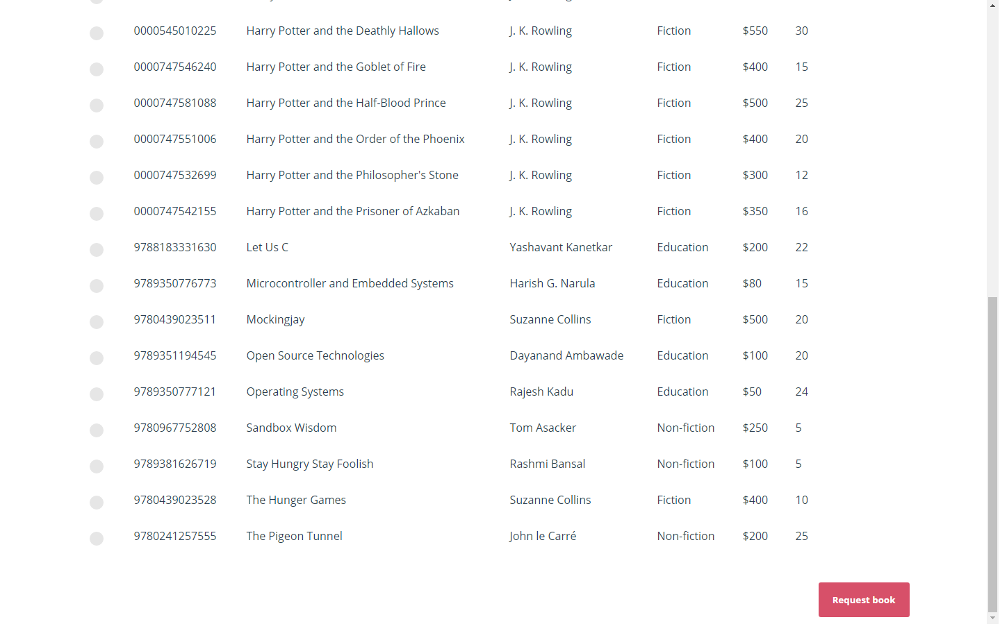 0000545010225 Harry Potter and the Deathly Hallows J. K. Rowling Fiction $550 30
0000747546240 Harry Potter and the Goblet of Fire J. K. Rowling Fiction $400 15
0000747581088 Harry Potter and the Half-Blood Prince J. K. Rowling Fiction $500 25
0000747551006 Harry Potter and the Order of the Phoenix J. K. Rowling Fiction $400 20
0000747532699 Harry Potter and the Philosopher's Stone J. K. Rowling Fiction $300 12
0000747542155 Harry Potter and the Prisoner of Azkaban J. K. Rowling Fiction $350 16
9788183331630 Let Us C Yashavant Kanetkar Education $200 22
9789350776773 Microcontroller and Embedded Systems Harish G. Narula Education $80 15
9780439023511 Mockingjay Suzanne Collins Fiction $500 20
9789351194545 Open Source Technologies Dayanand Ambawade Education $100 20
9789350777121 Operating Systems Rajesh Kadu Education $50 24
9780967752808 Sandbox Wisdom Tom Asacker Non-fiction $250 5
9789381626719 Stay Hungry Stay Foolish Rashmi Bansal Non-fiction $100 5
9780439023528 The Hunger Games Suzanne Collins Fiction $400 10
9780241257555 The Pigeon Tunnel John le Carré Non-fiction $200 25
Request book